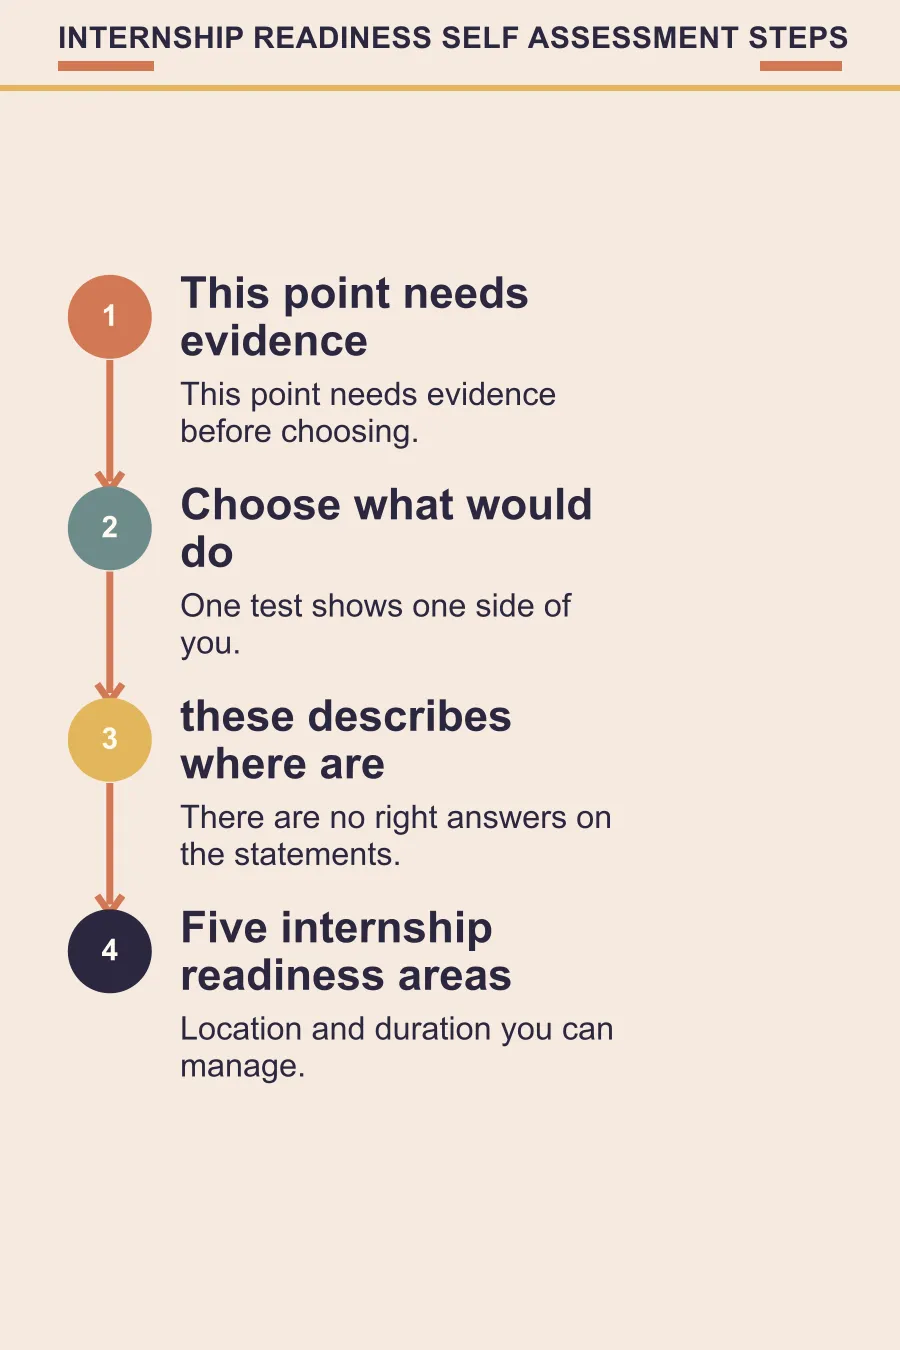 INTERNSHIP READINESS SELF ASSESSMENT STEPS
1
This point needs
evidence
This point needs evidence
before choosing.
2
Choose what would
do
One test shows one side of
you.
3
these describes
where are
There are no right answers on
the statements.
4
Five internship
readiness areas
Location and duration you can
manage.